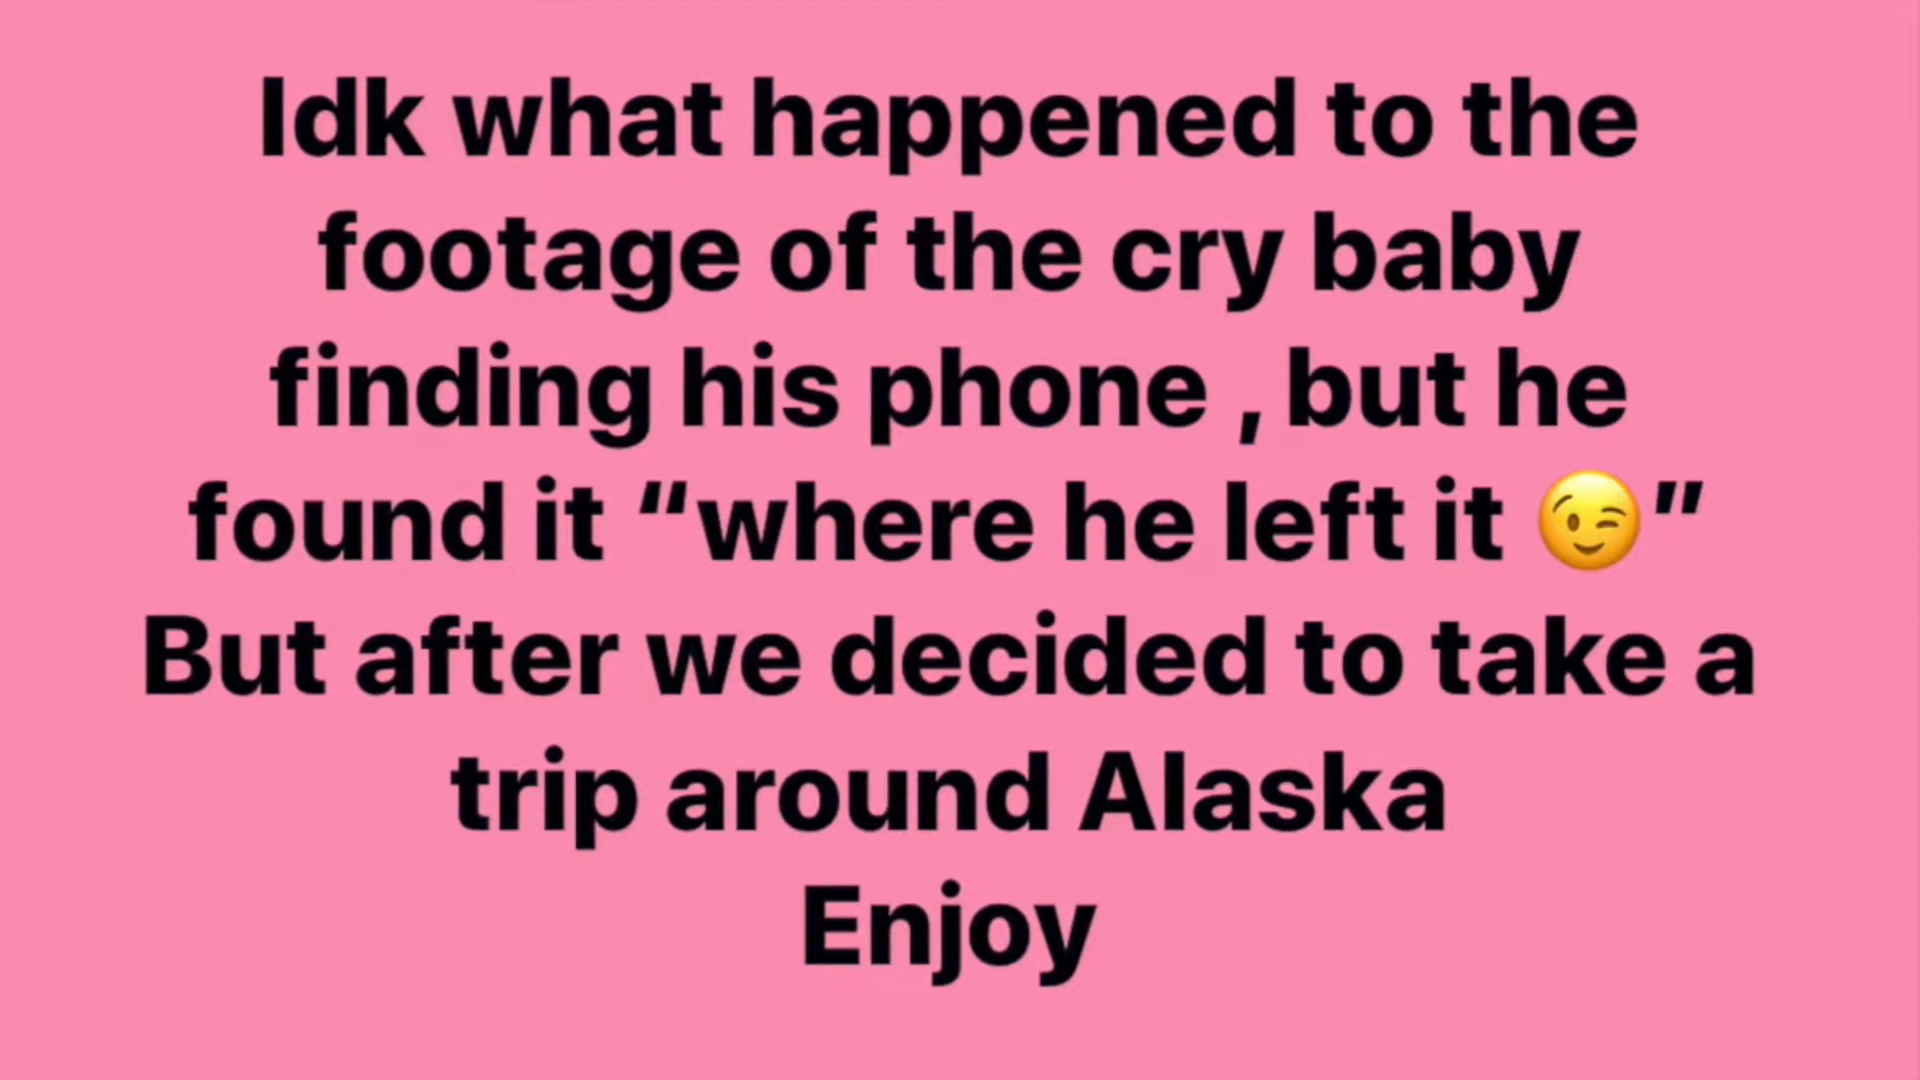 Idk what happened to the
footage of the cry baby
finding his phone , but he
found it “where he left it 😉”
But after we decided to take a
trip around Alaska
Enjoy